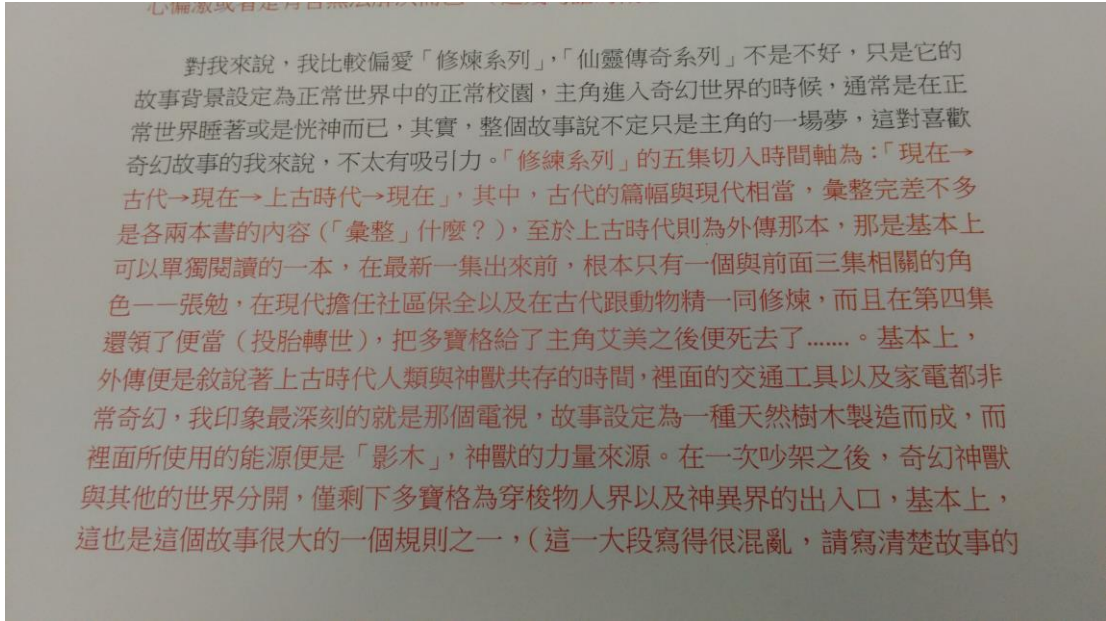 心偏激或者是有否無法解決而已
對我來說，我比較偏愛「修煉系列」，「仙靈傳奇系列」不是不好，只是它的
故事背景設定為正常世界中的正常校園，主角進入奇幻世界的時候，通常是在正
常世界睡著或是恍神而已，其實，整個故事說不定只是主角的一場夢，這對喜歡
奇幻故事的我來說，不太有吸引力。「修練系列」的五集切入時間軸為：「現在→
古代→現在→上古時代→現在」，其中，古代的篇幅與現代相當，彙整完差不多
是各兩本書的內容（「彙整」什麼？），至於上古時代則為外傳那本，那是基本上
可以單獨閱讀的一本，在最新一集出來前，根本只有一個與前面三集相關的角
色——張勉，在現代擔任社區保全以及在古代跟動物精一同修煉，而且在第四集
還領了便當（投胎轉世），把多寶格給了主角艾美之後便死去了.......。基本上，
外傳便是敘說著上古時代人類與神獸共存的時間，裡面的交通工具以及家電都非
常奇幻，我印象最深刻的就是那個電視，故事設定為一種天然樹木製造而成，而
裡面所使用的能源便是「影木」，神獸的力量來源。在一次吵架之後，奇幻神獸
與其他的世界分開，僅剩下多寶格為穿梭物人界以及神異界的出入口，基本上，
這也是這個故事很大的一個規則之一，（這一大段寫得很混亂，請寫清楚故事的